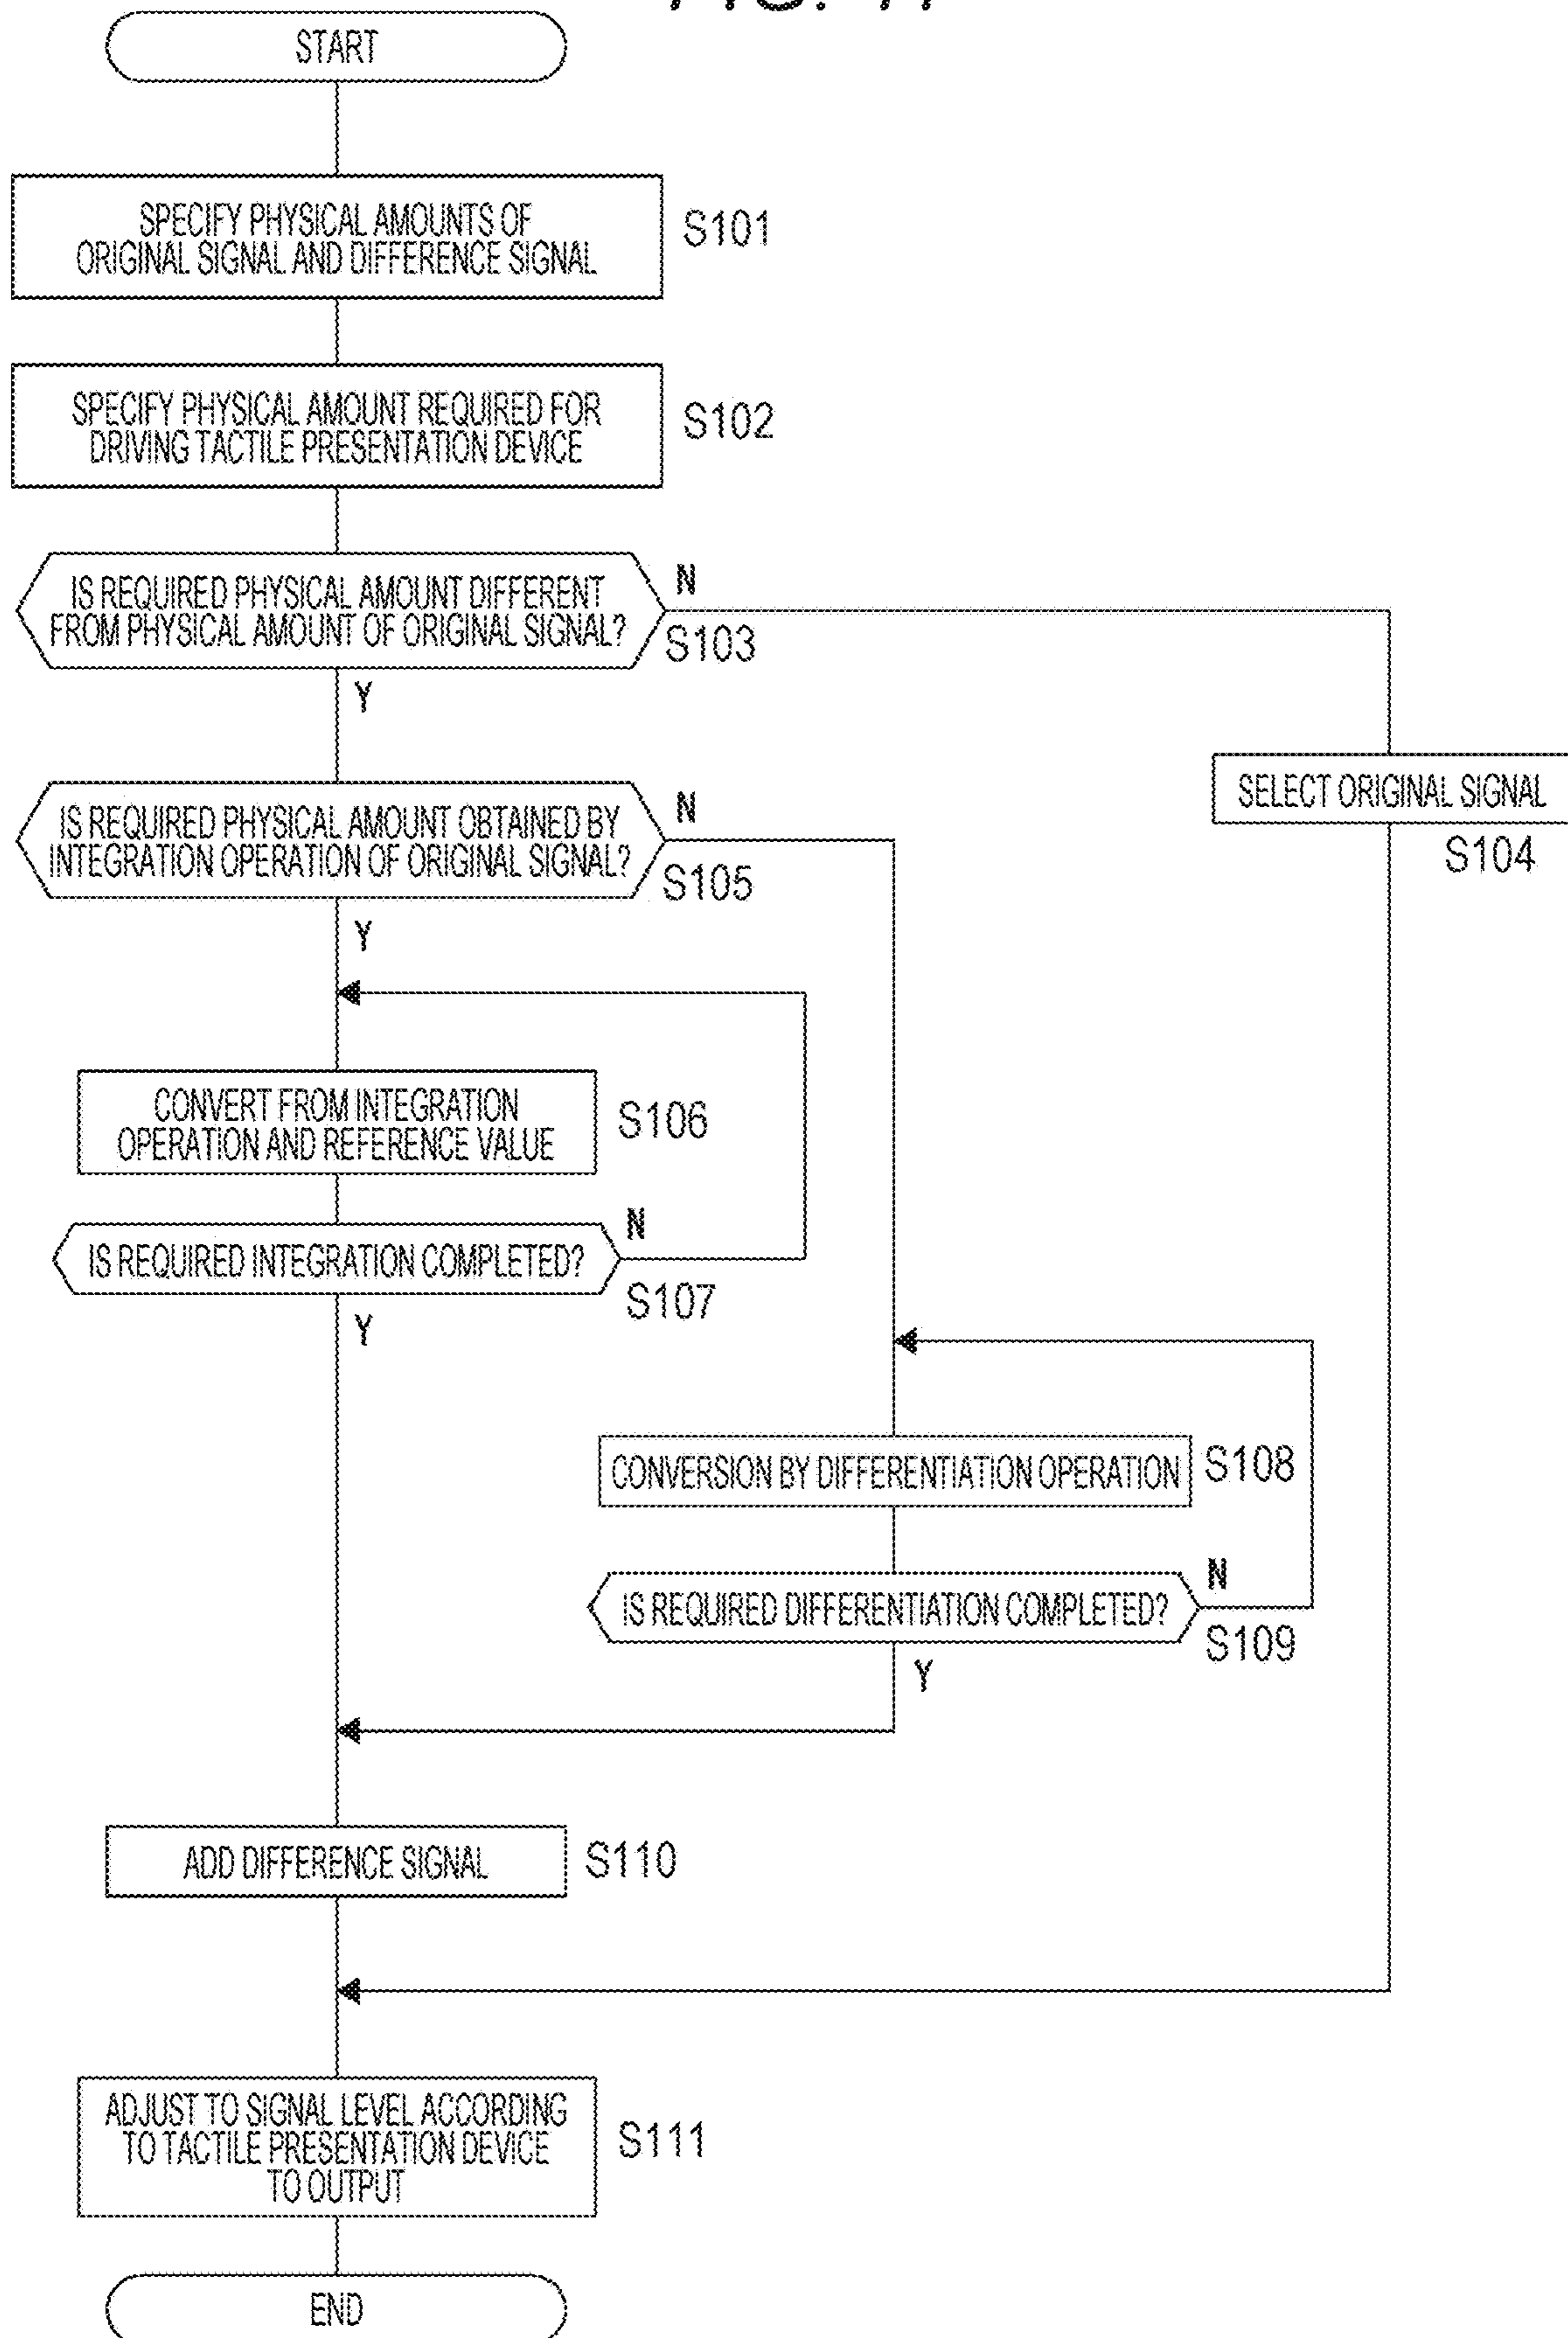 START
SPECIFY PHYSICAL AMOUNTS OF
ORIGINAL SIGNAL AND DIFFERENCE SIGNAL
S101
SPECIFY PHYSICAL AMOUNT REQUIRED FOR
DRIVING TACTILE PRESENTATION DEVICE
S102
IS REQUIRED PHYSICAL AMOUNT DIFFERENT
FROM PHYSICAL AMOUNT OF ORIGINAL SIGNAL?
N
S103
Y
SELECT ORIGINAL SIGNAL
S104
IS REQUIRED PHYSICAL AMOUNT OBTAINED BY
INTEGRATION OPERATION OF ORIGINAL SIGNAL?
N
S105
Y
CONVERT FROM INTEGRATION
OPERATION AND REFERENCE VALUE
S106
IS REQUIRED INTEGRATION COMPLETED?
N
S107
Y
CONVERSION BY DIFFERENTIATION OPERATION
S108
IS REQUIRED DIFFERENTIATION COMPLETED?
N
S109
Y
ADD DIFFERENCE SIGNAL
S110
ADJUST TO SIGNAL LEVEL ACCORDING
TO TACTILE PRESENTATION DEVICE
TO OUTPUT
S111
END